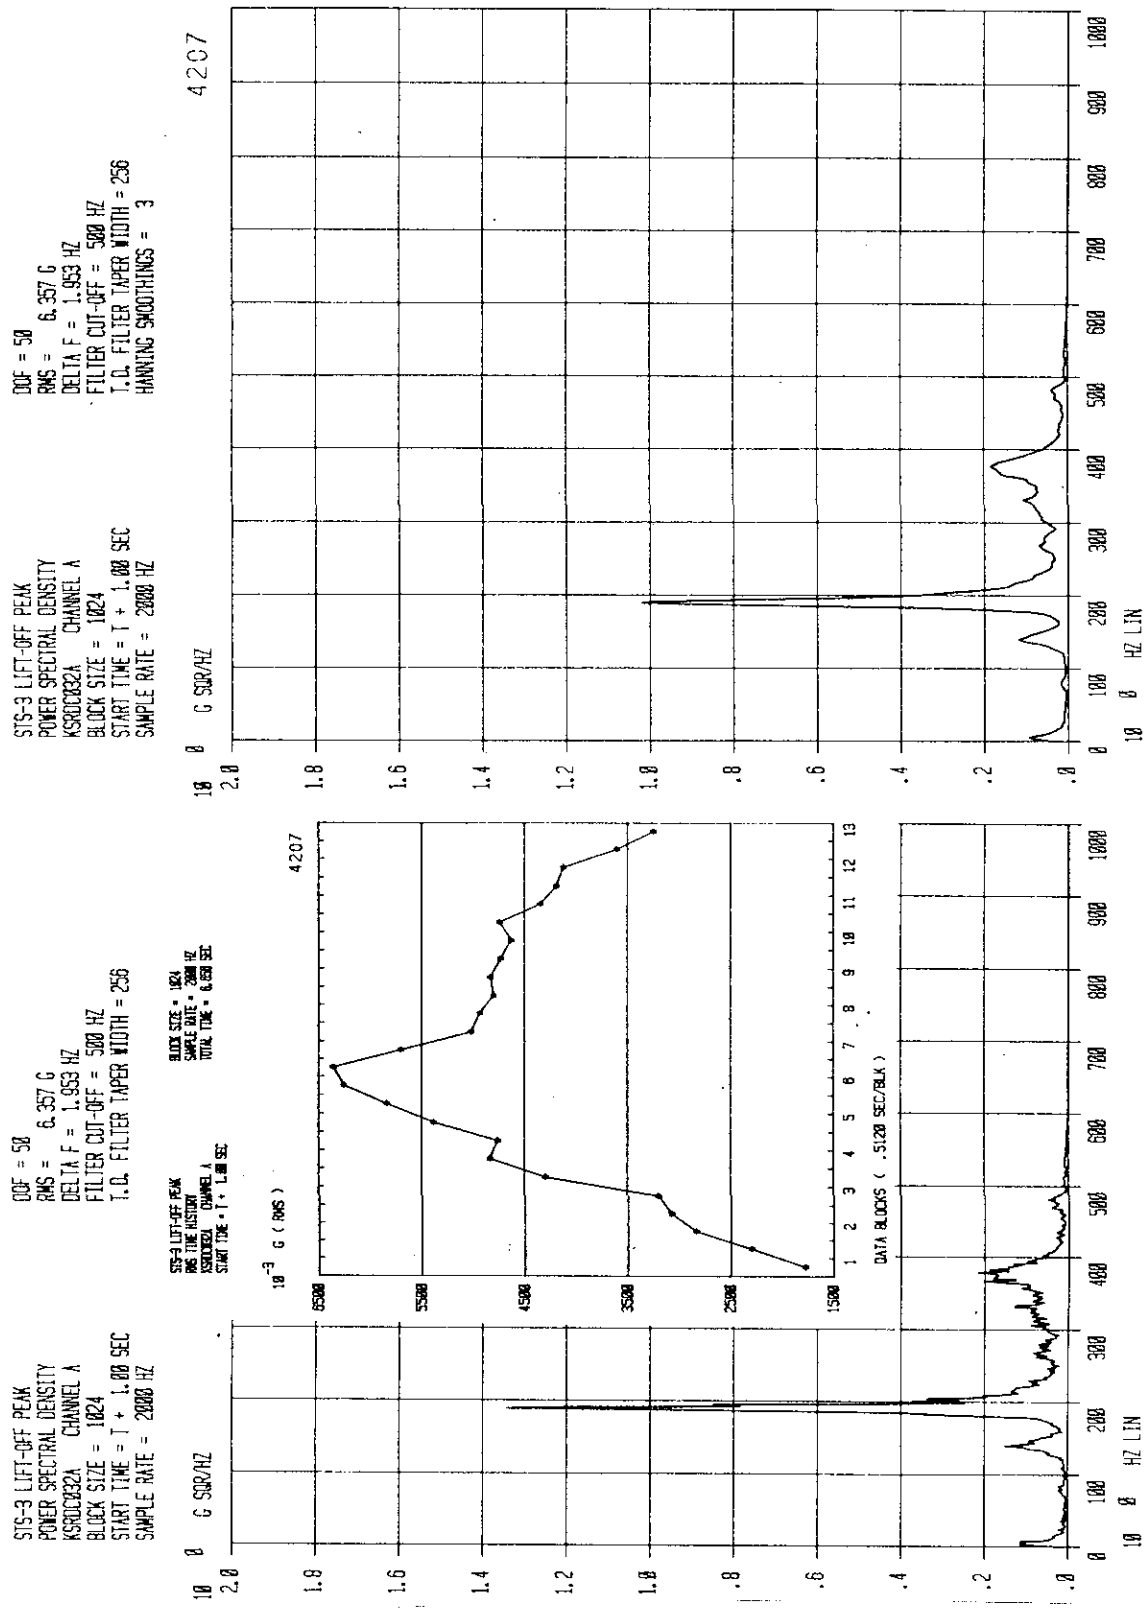 STS-3 LIFT-OFF PEAK
POWER SPECTRAL DENSITY
KSRDC032A CHANNEL A
BLOCK SIZE = 1024
START TIME = T + 1.00 SEC
SAMPLE RATE = 2000 HZ
DOF = 50
RMS = 6.357 G
DELTA F = 1.953 HZ
FILTER CUT-OFF = 500 HZ
T.D. FILTER TAPER WIDTH = 256
10 0 G SQR/HZ
2.0
1.8
1.6
1.4
1.2
1.0
.8
.6
.4
.2
.0
0 100 200 300 400 500 600 700 800 900 1000
10 0 HZ LIN
STS-3 LIFT-OFF PEAK
RMS TIME HISTORY
KSRDC032A CHANNEL A
START TIME = T + 1.00 SEC
BLOCK SIZE = 1024
SAMPLE RATE = 2000 HZ
TOTAL TIME = 6.850 SEC
4207
10 -3 G ( RMS )
6500
5500
4500
3500
2500
1500
1 2 3 4 5 6 7 8 9 10 11 12 13
DATA BLOCKS ( .5120 SEC/BLK )
STS-3 LIFT-OFF PEAK
POWER SPECTRAL DENSITY
KSRDC032A CHANNEL A
BLOCK SIZE = 1024
START TIME = T + 1.00 SEC
SAMPLE RATE = 2000 HZ
DOF = 50
RMS = 6.357 G
DELTA F = 1.953 HZ
FILTER CUT-OFF = 500 HZ
T.D. FILTER TAPER WIDTH = 256
HANNING SMOOTHINGS = 3
4207
10 0 G SQR/HZ
2.0
1.8
1.6
1.4
1.2
1.0
.8
.6
.4
.2
.0
0 100 200 300 400 500 600 700 800 900 1000
10 0 HZ LIN